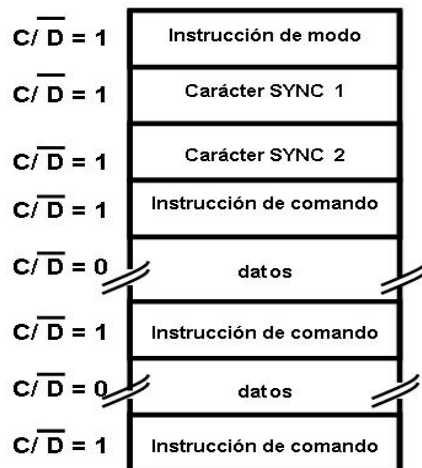 C/D̅ = 1 Instrucción de modo
C/D̅ = 1 Carácter SYNC 1
C/D̅ = 1 Carácter SYNC 2
C/D̅ = 1 Instrucción de comando
C/D̅ = 0 datos
C/D̅ = 1 Instrucción de comando
C/D̅ = 0 datos
C/D̅ = 1 Instrucción de comando